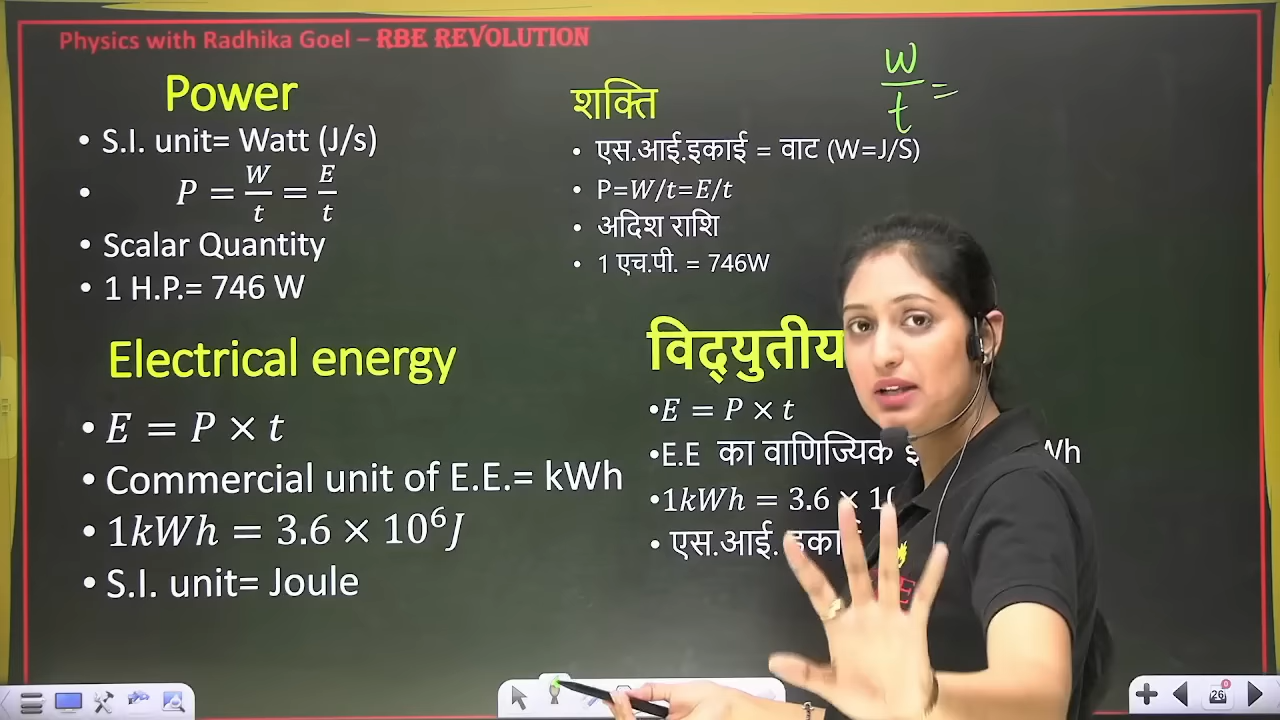 Physics with Radhika Goel – RBE REVOLUTION
W/t =
Power
• S.I. unit= Watt (J/s)
• P = W/t = E/t
• Scalar Quantity
• 1 H.P.= 746 W
शक्ति
• एस.आई.इकाई = वाट (W=J/S)
• P=W/t=E/t
• अदिश राशि
• 1 एच.पी. = 746W
Electrical energy
• E = P × t
• Commercial unit of E.E.= kWh
• 1kWh = 3.6 × 10⁶J
• S.I. unit= Joule
विद्युतीय
•E = P × t
•E.E का वाणिज्यिक Wh
•1kWh = 3.6 × 1
• एस.आई.
26